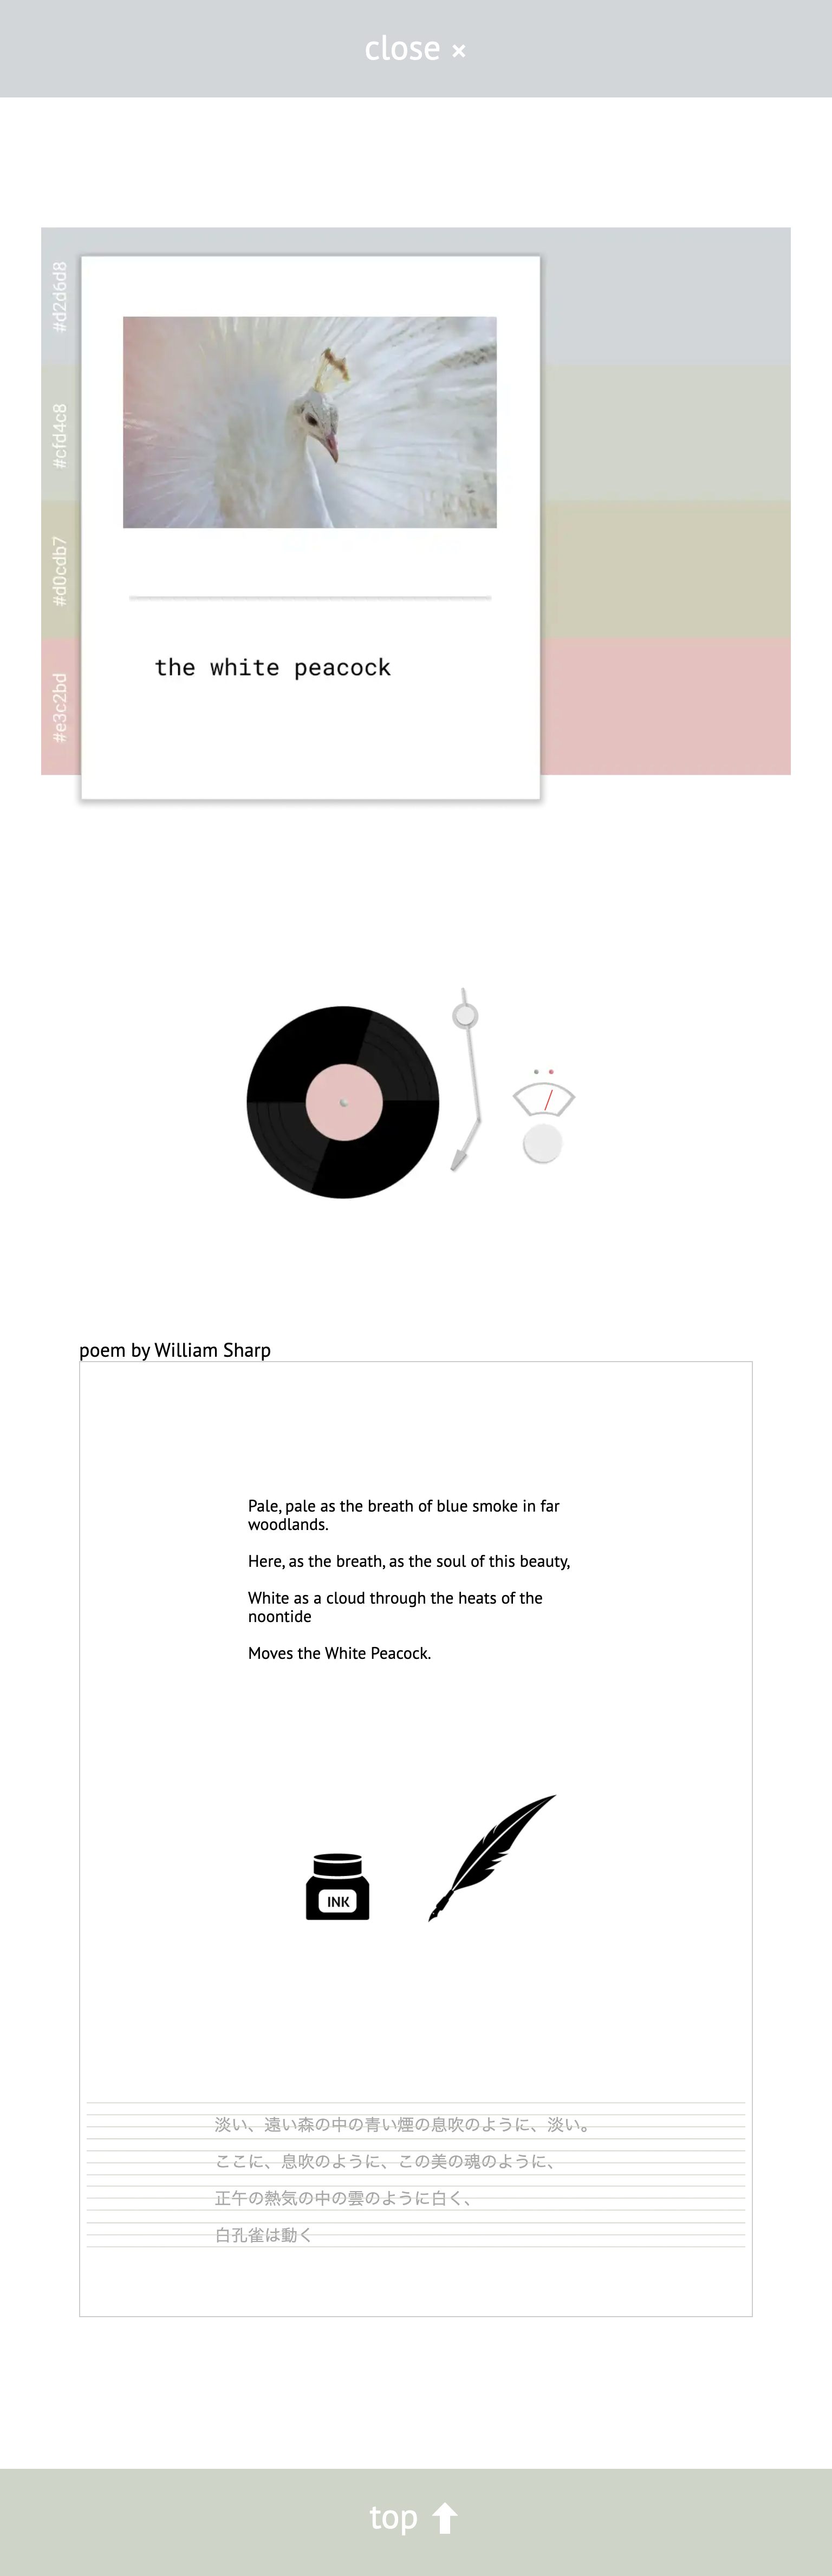 close ×
#d2d6d8
#cfd4c8
#d0cdb7
#e3c2bd
the white peacock
poem by William Sharp
Pale, pale as the breath of blue smoke in far
woodlands.
Here, as the breath, as the soul of this beauty,
White as a cloud through the heats of the
noontide
Moves the White Peacock.
INK
淡い、遠い森の中の青い煙の息吹のように、淡い。
ここに、息吹のように、この美の魂のように、
正午の熱気の中の雲のように白く、
白孔雀は動く
top ⬆